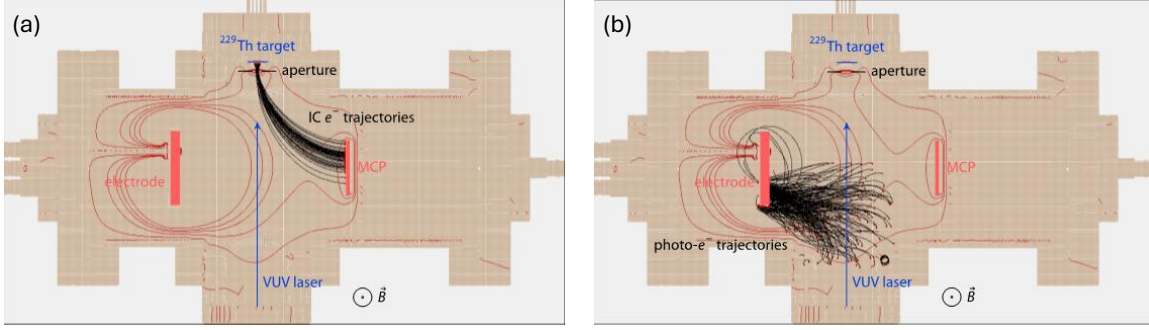 (a)
²²⁹Th target
aperture
IC e⁻ trajectories
MCP
electrode
VUV laser
B⃗
(b)
²²⁹Th target
aperture
MCP
electrode
photo-e⁻ trajectories
VUV laser
B⃗